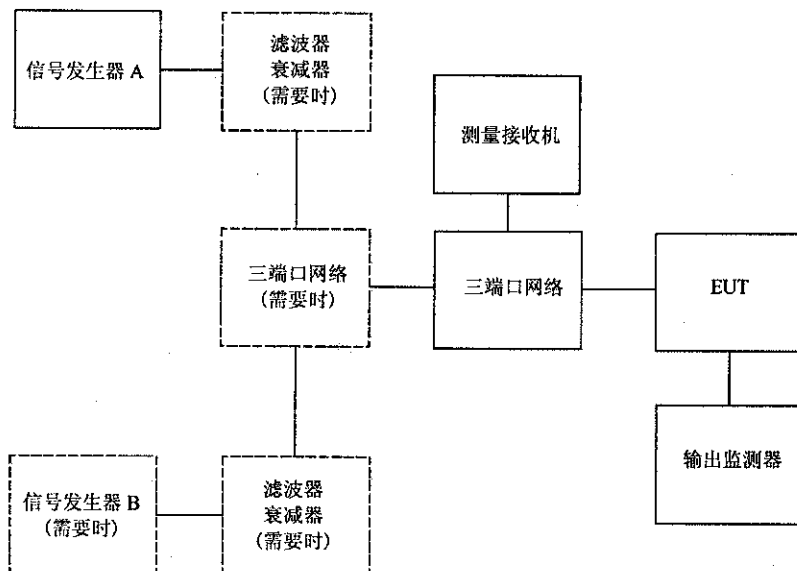 信号发生器 A
滤波器
衰减器
(需要时)
测量接收机
三端口网络
(需要时)
三端口网络
EUT
信号发生器 B
(需要时)
滤波器
衰减器
(需要时)
输出监测器